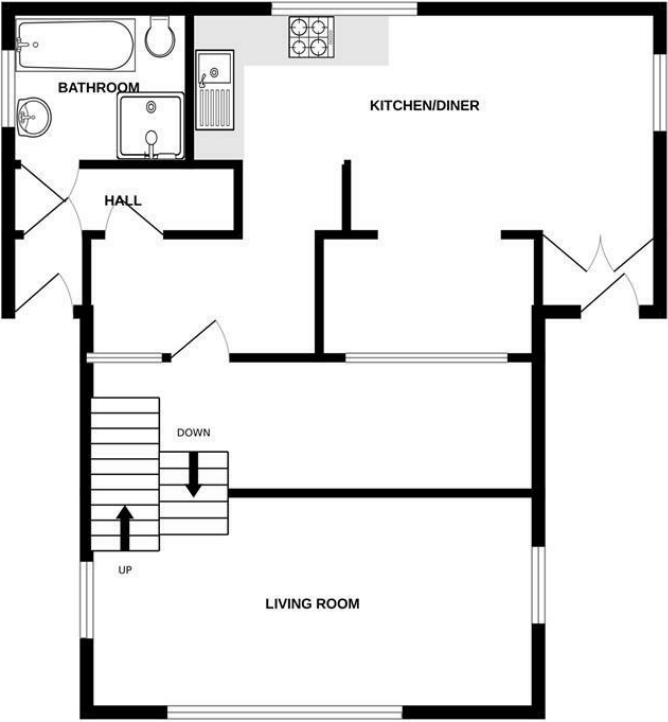 BATHROOM
KITCHEN/DINER
HALL
DOWN
UP
LIVING ROOM